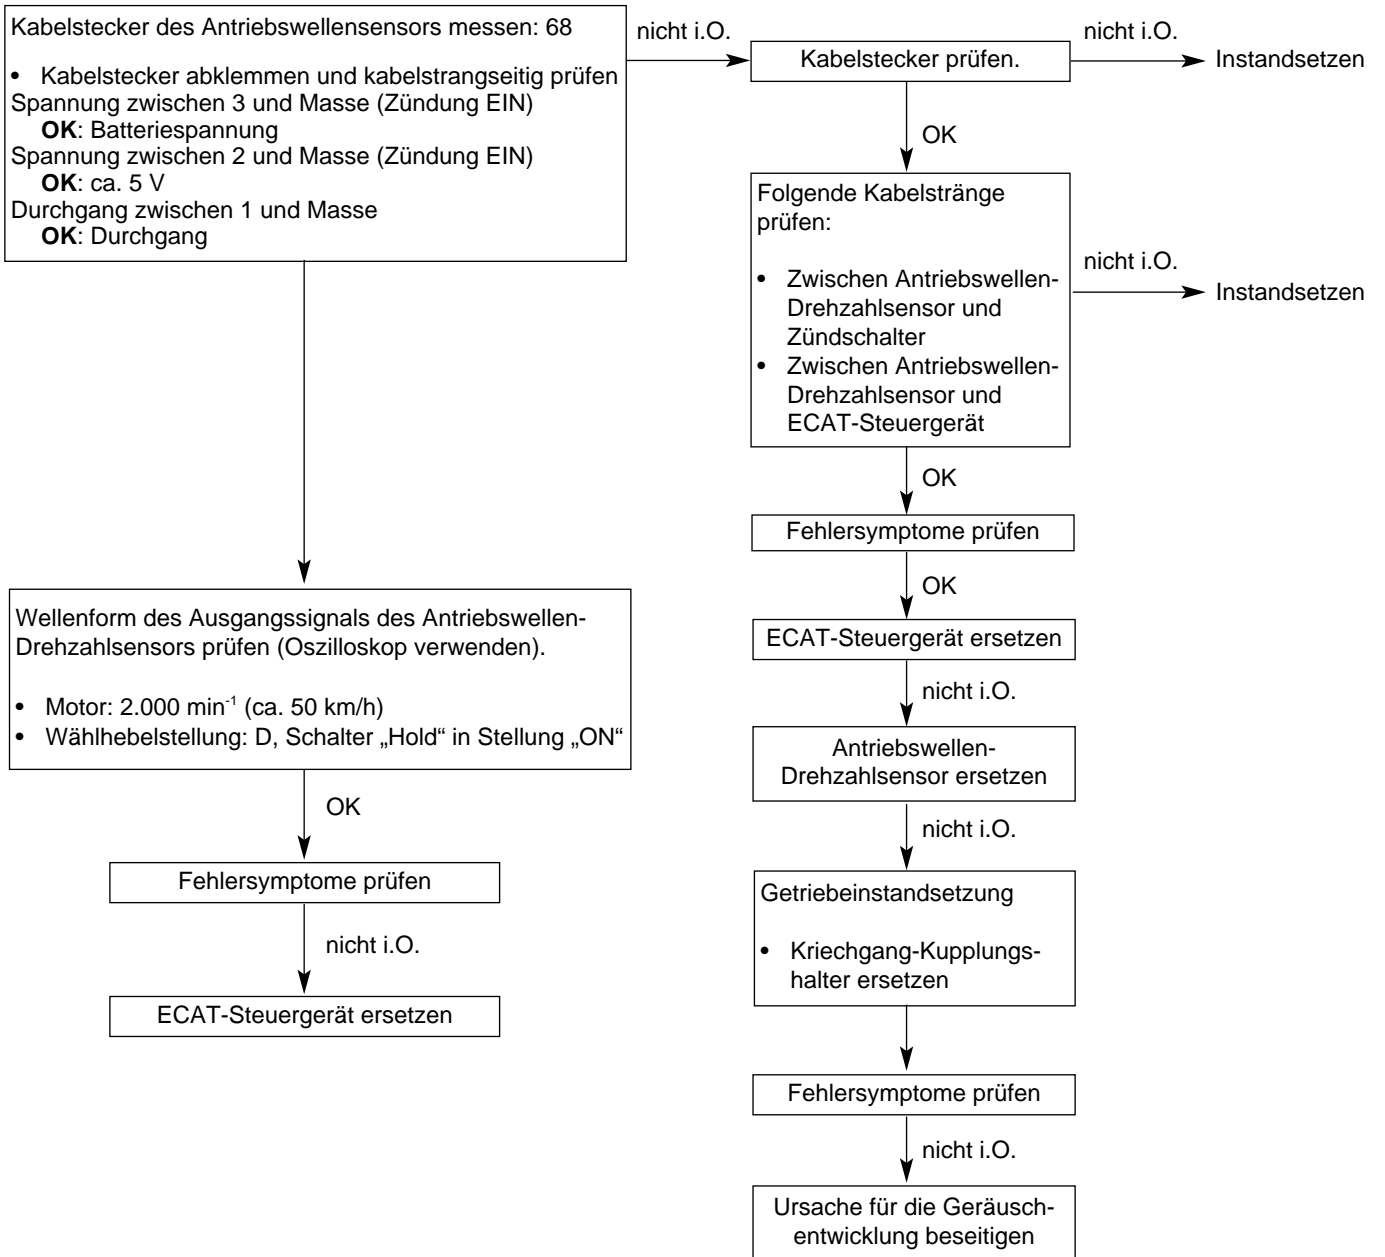 Kabelstecker des Antriebswellensensors messen: 68
• Kabelstecker abklemmen und kabelstrangseitig prüfen
Spannung zwischen 3 und Masse (Zündung EIN)
OK: Batteriespannung
Spannung zwischen 2 und Masse (Zündung EIN)
OK: ca. 5 V
Durchgang zwischen 1 und Masse
OK: Durchgang
nicht i.O.
Kabelstecker prüfen.
nicht i.O.
Instandsetzen
OK
Folgende Kabelstränge
prüfen:
• Zwischen Antriebswellen-
Drehzahlsensor und
Zündschalter
• Zwischen Antriebswellen-
Drehzahlsensor und
ECAT-Steuergerät
nicht i.O.
Instandsetzen
OK
Fehlersymptome prüfen
OK
ECAT-Steuergerät ersetzen
nicht i.O.
Antriebswellen-
Drehzahlsensor ersetzen
nicht i.O.
Getriebeinstandsetzung
• Kriechgang-Kupplungs-
halter ersetzen
Fehlersymptome prüfen
nicht i.O.
Ursache für die Geräusch-
entwicklung beseitigen
Wellenform des Ausgangssignals des Antriebswellen-
Drehzahlsensors prüfen (Oszilloskop verwenden).
• Motor: 2.000 min⁻¹ (ca. 50 km/h)
• Wählhebelstellung: D, Schalter „Hold“ in Stellung „ON“
OK
Fehlersymptome prüfen
nicht i.O.
ECAT-Steuergerät ersetzen